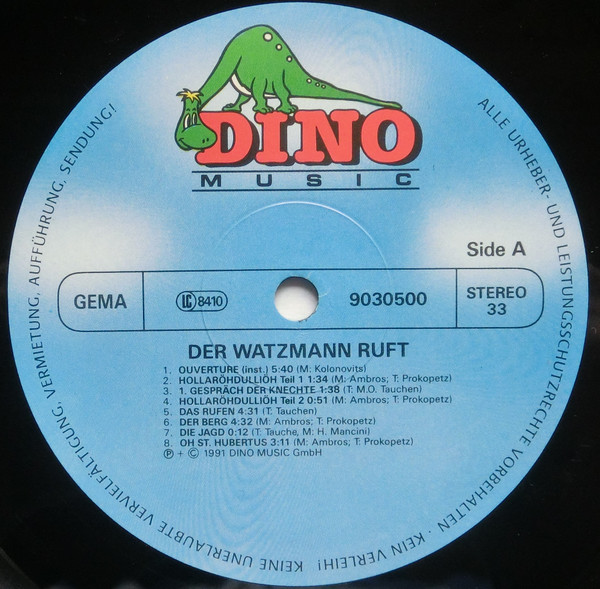 DINO
MUSIC
Side A
GEMA
LC 8410
9030500
STEREO
33
DER WATZMANN RUFT
1. OUVERTURE (inst.) 5:40 (M: Kolonovits)
2. HOLLARÖHDULLIÖH Teil 1 1:34 (M: Ambros; T: Prokopetz)
3. 1. GESPRÄCH DER KNECHTE 1:38 (T: M.O. Tauchen)
4. HOLLARÖHDULLIÖH Teil 2 0:51 (M: Ambros; T: Prokopetz)
5. DAS RUFEN 4:31 (T: Tauchen)
6. DER BERG 4:32 (M: Ambros; T: Prokopetz)
7. DIE JAGD 0:12 (T: Tauche, M: H. Mancini)
8. OH ST. HUBERTUS 3:11 (M: Ambros; T: Prokopetz)
Ⓟ + © 1991 DINO MUSIC GmbH
ALLE URHEBER- UND LEISTUNGSSCHUTZRECHTE VORBEHALTEN · KEIN VERLEIH! KEINE UNERLAUBTE VERVIELFÄLTIGUNG, VERMIETUNG, AUFFÜHRUNG, SENDUNG!